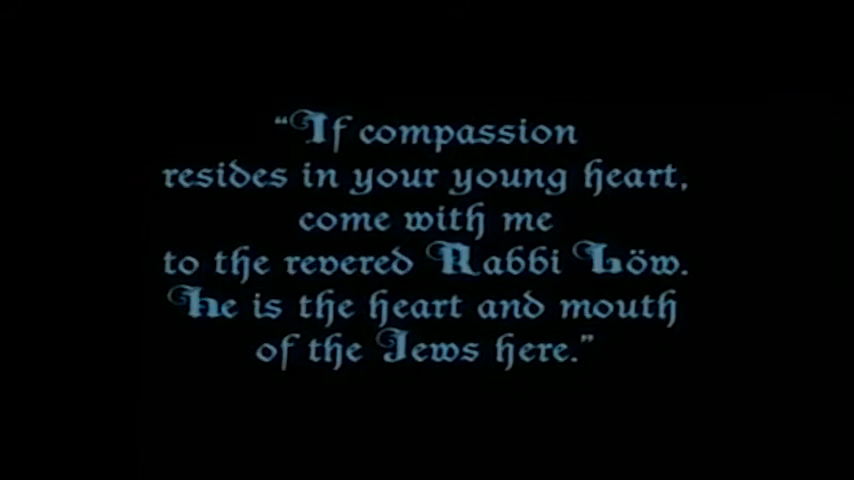 “If compassion
resides in your young heart,
come with me
to the revered Rabbi Löw.
He is the heart and mouth
of the Jews here.”